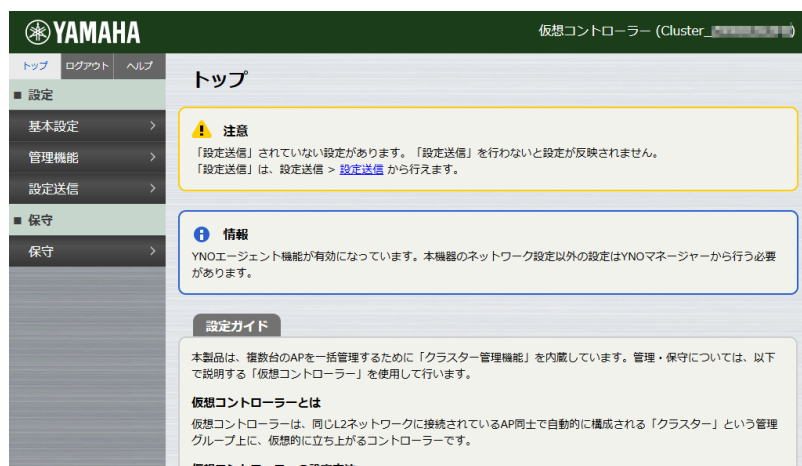 YAMAHA
仮想コントローラー (Cluster_
トップ ログアウト ヘルプ
■ 設定
基本設定
管理機能
設定送信
■ 保守
保守
トップ
注意
「設定送信」されていない設定があります。「設定送信」を行わないと設定が反映されません。
「設定送信」は、設定送信 > 設定送信 から行えます。
情報
YNOエージェント機能が有効になっています。本機器のネットワーク設定以外の設定はYNOマネージャーから行う必要
があります。
設定ガイド
本製品は、複数台のAPを一括管理するために「クラスター管理機能」を内蔵しています。管理・保守については、以下
で説明する「仮想コントローラー」を使用して行います。
仮想コントローラーとは
仮想コントローラーは、同じL2ネットワークに接続されているAP同士で自動的に構成される「クラスター」という管理
グループ上に、仮想的に立ち上がるコントローラーです。